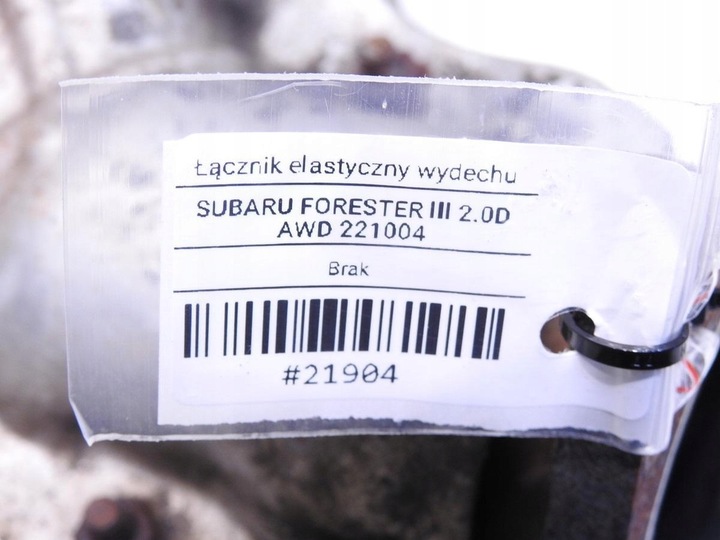 Łącznik elastyczny wydechu
SUBARU FORESTER III 2.0D
AWD 221004
Brak
#21904